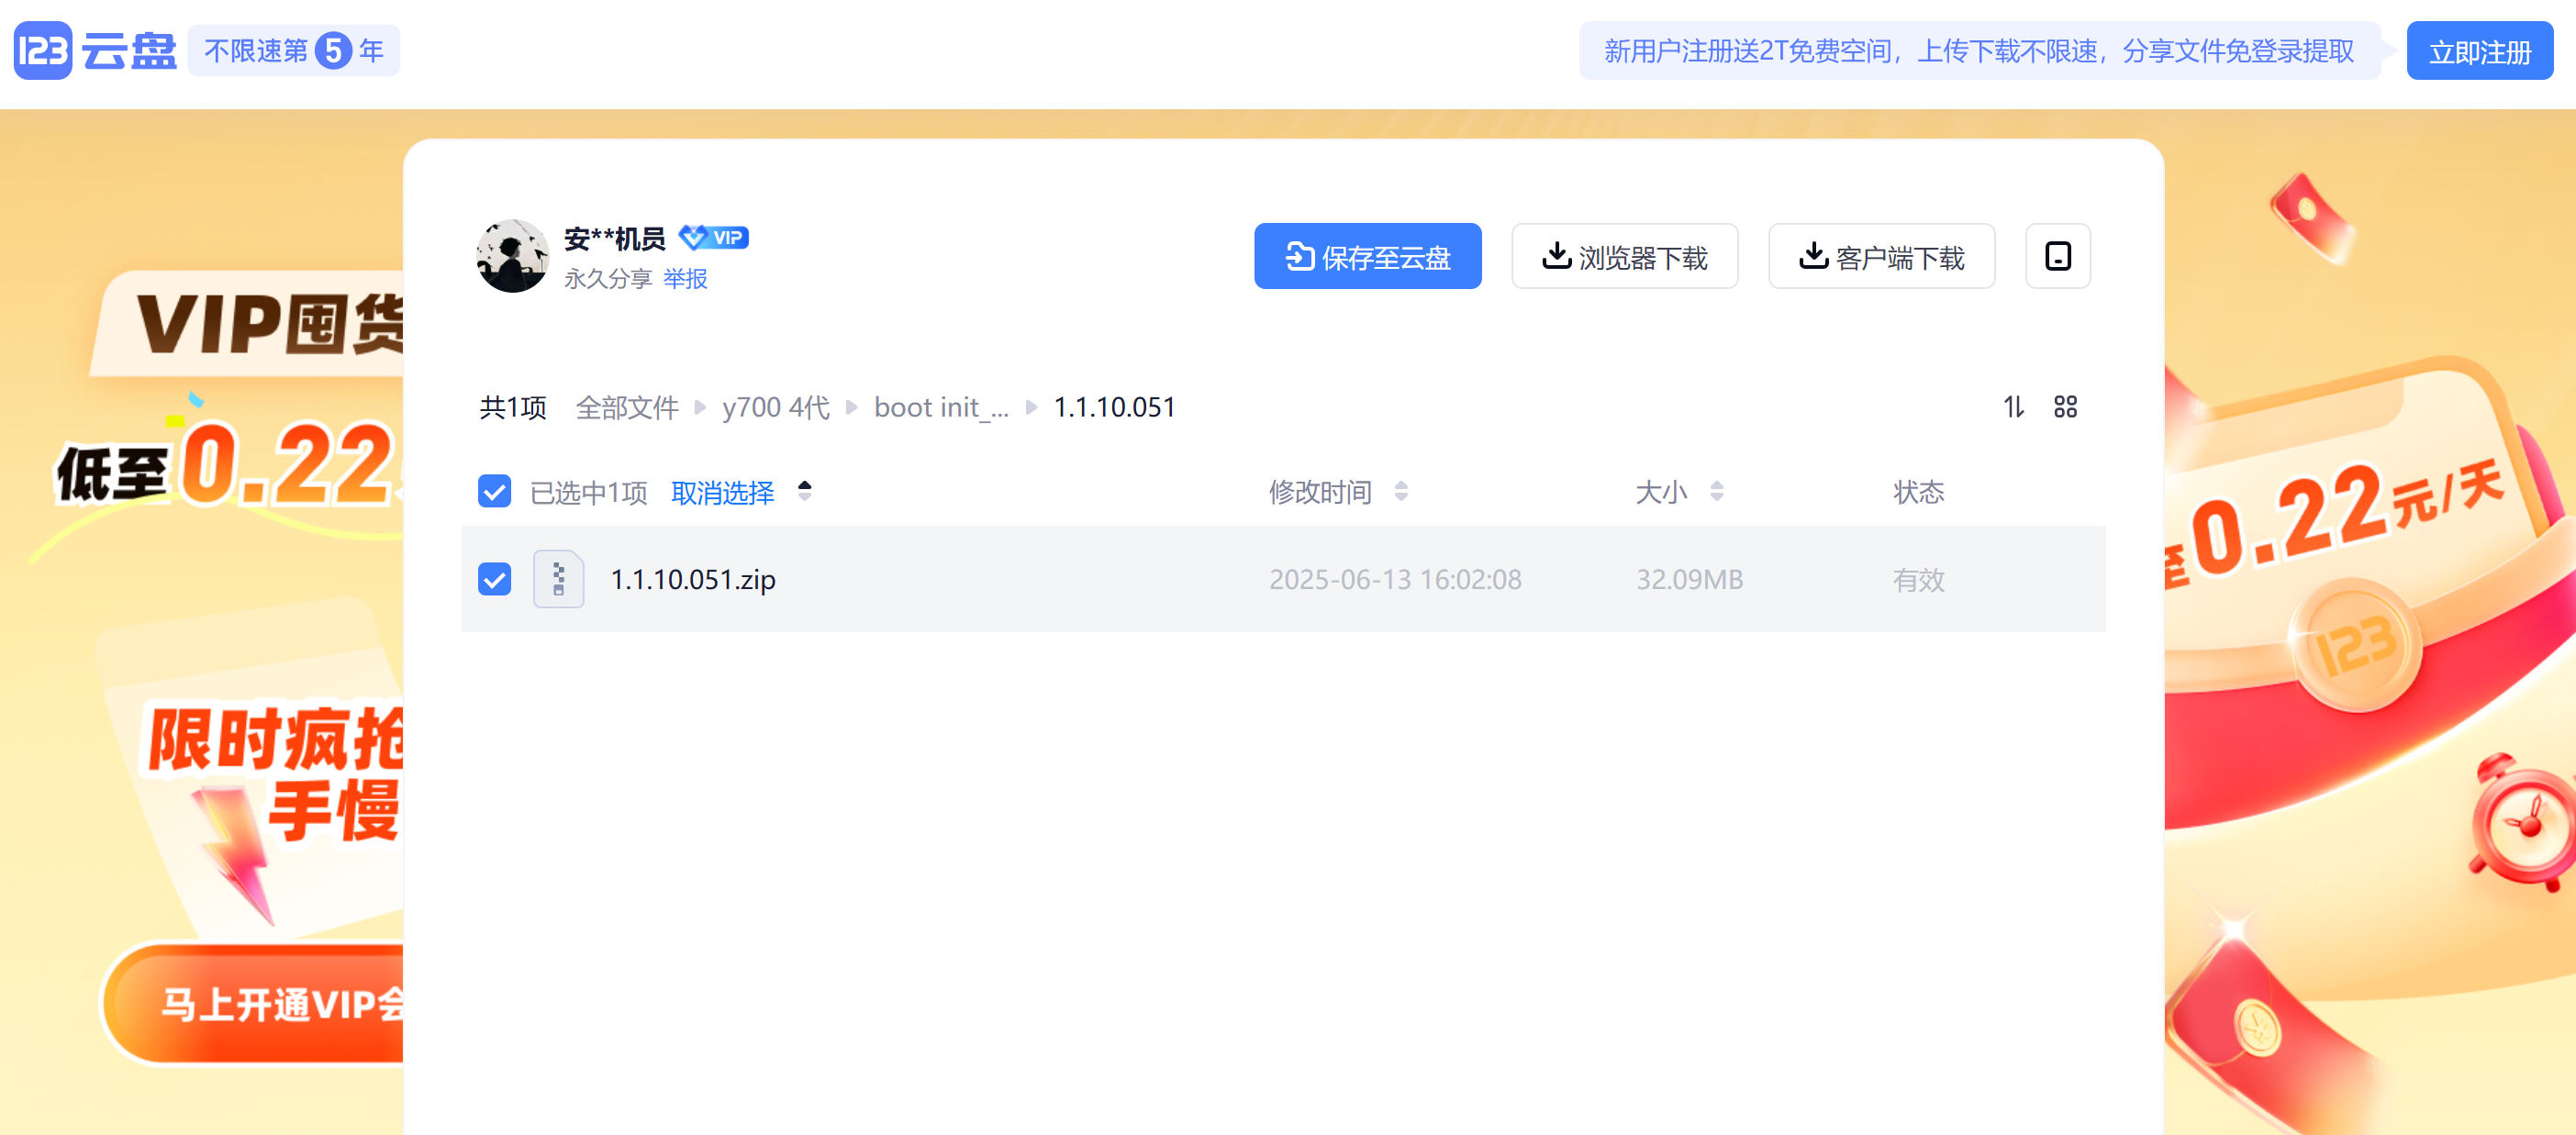 123云盘 不限速第5年
新用户注册送2T免费空间，上传下载不限速，分享文件免登录提取
立即注册
安**机员 VIP
永久分享 举报
保存至云盘
浏览器下载
客户端下载
VIP囤货
低至0.22
限时疯抢
手慢
马上开通VIP会
共1项 全部文件 y700 4代 boot init_... 1.1.10.051
已选中1项 取消选择 修改时间 大小 状态
1.1.10.051.zip 2025-06-13 16:02:08 32.09MB 有效
至0.22元/天
123